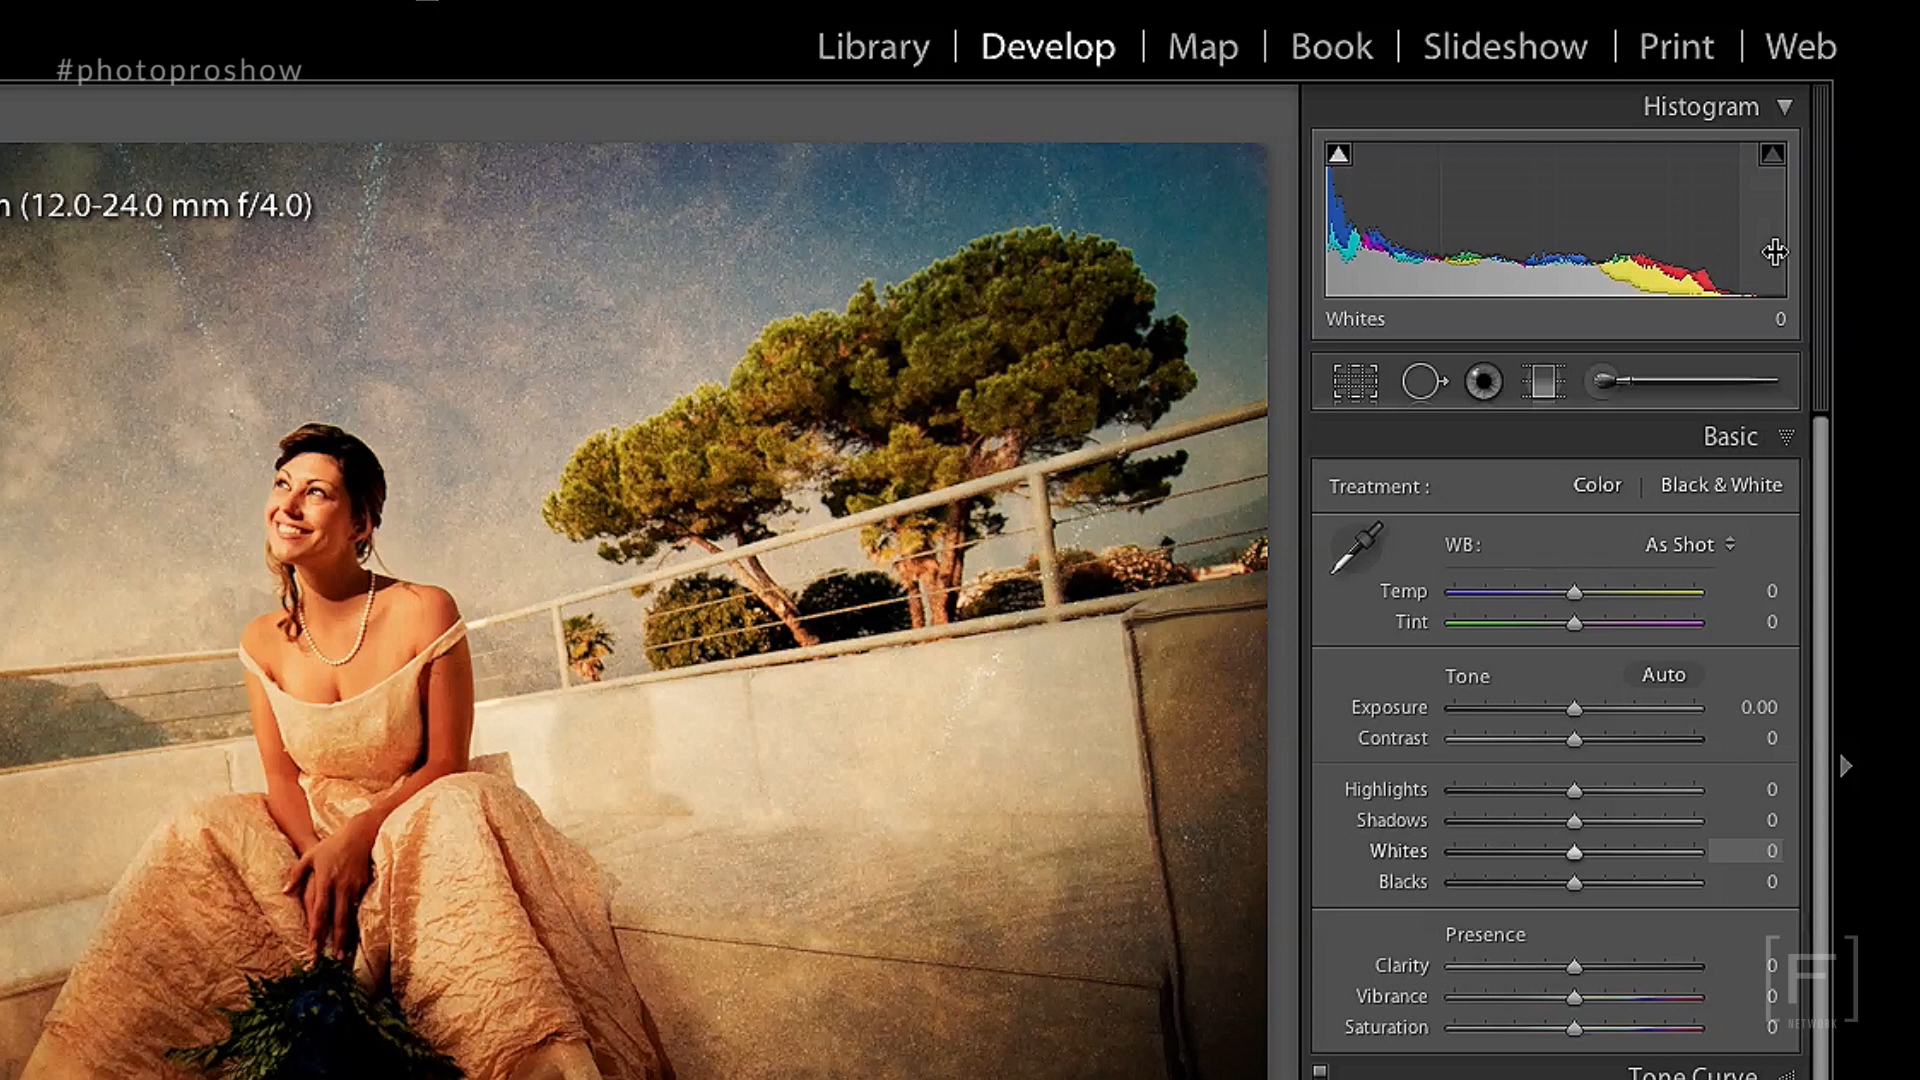 Library | Develop | Map | Book | Slideshow | Print | Web
#photoproshow
Histogram
(12.0-24.0 mm f/4.0)
Whites 0
Basic
Treatment : Color | Black & White
WB: As Shot
Temp 0
Tint 0
Tone Auto
Exposure 0.00
Contrast 0
Highlights 0
Shadows 0
Whites 0
Blacks 0
Presence
Clarity 0
Vibrance 0
Saturation 0
F
NETWORK
Tone Curve